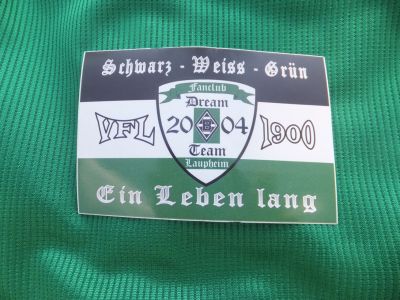 Schwarz - Weiss - Grün
Fanclub
Dream
VFL 20 04 1900
Team
Laupheim
Ein Leben lang